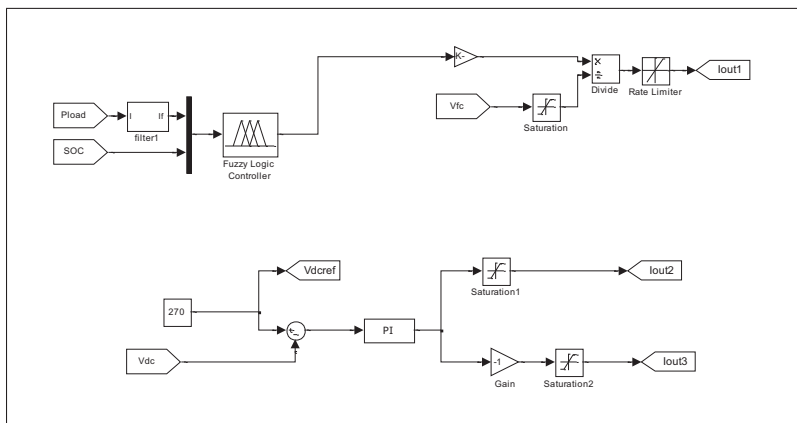 K-
Iout1
Divide
Rate Limiter
Vfc
Saturation
Pload
I
If
filter1
SOC
Fuzzy Logic
Controller
Vdcref
Iout2
Saturation1
270
PI
Vdc
-1
Gain
Saturation2
Iout3